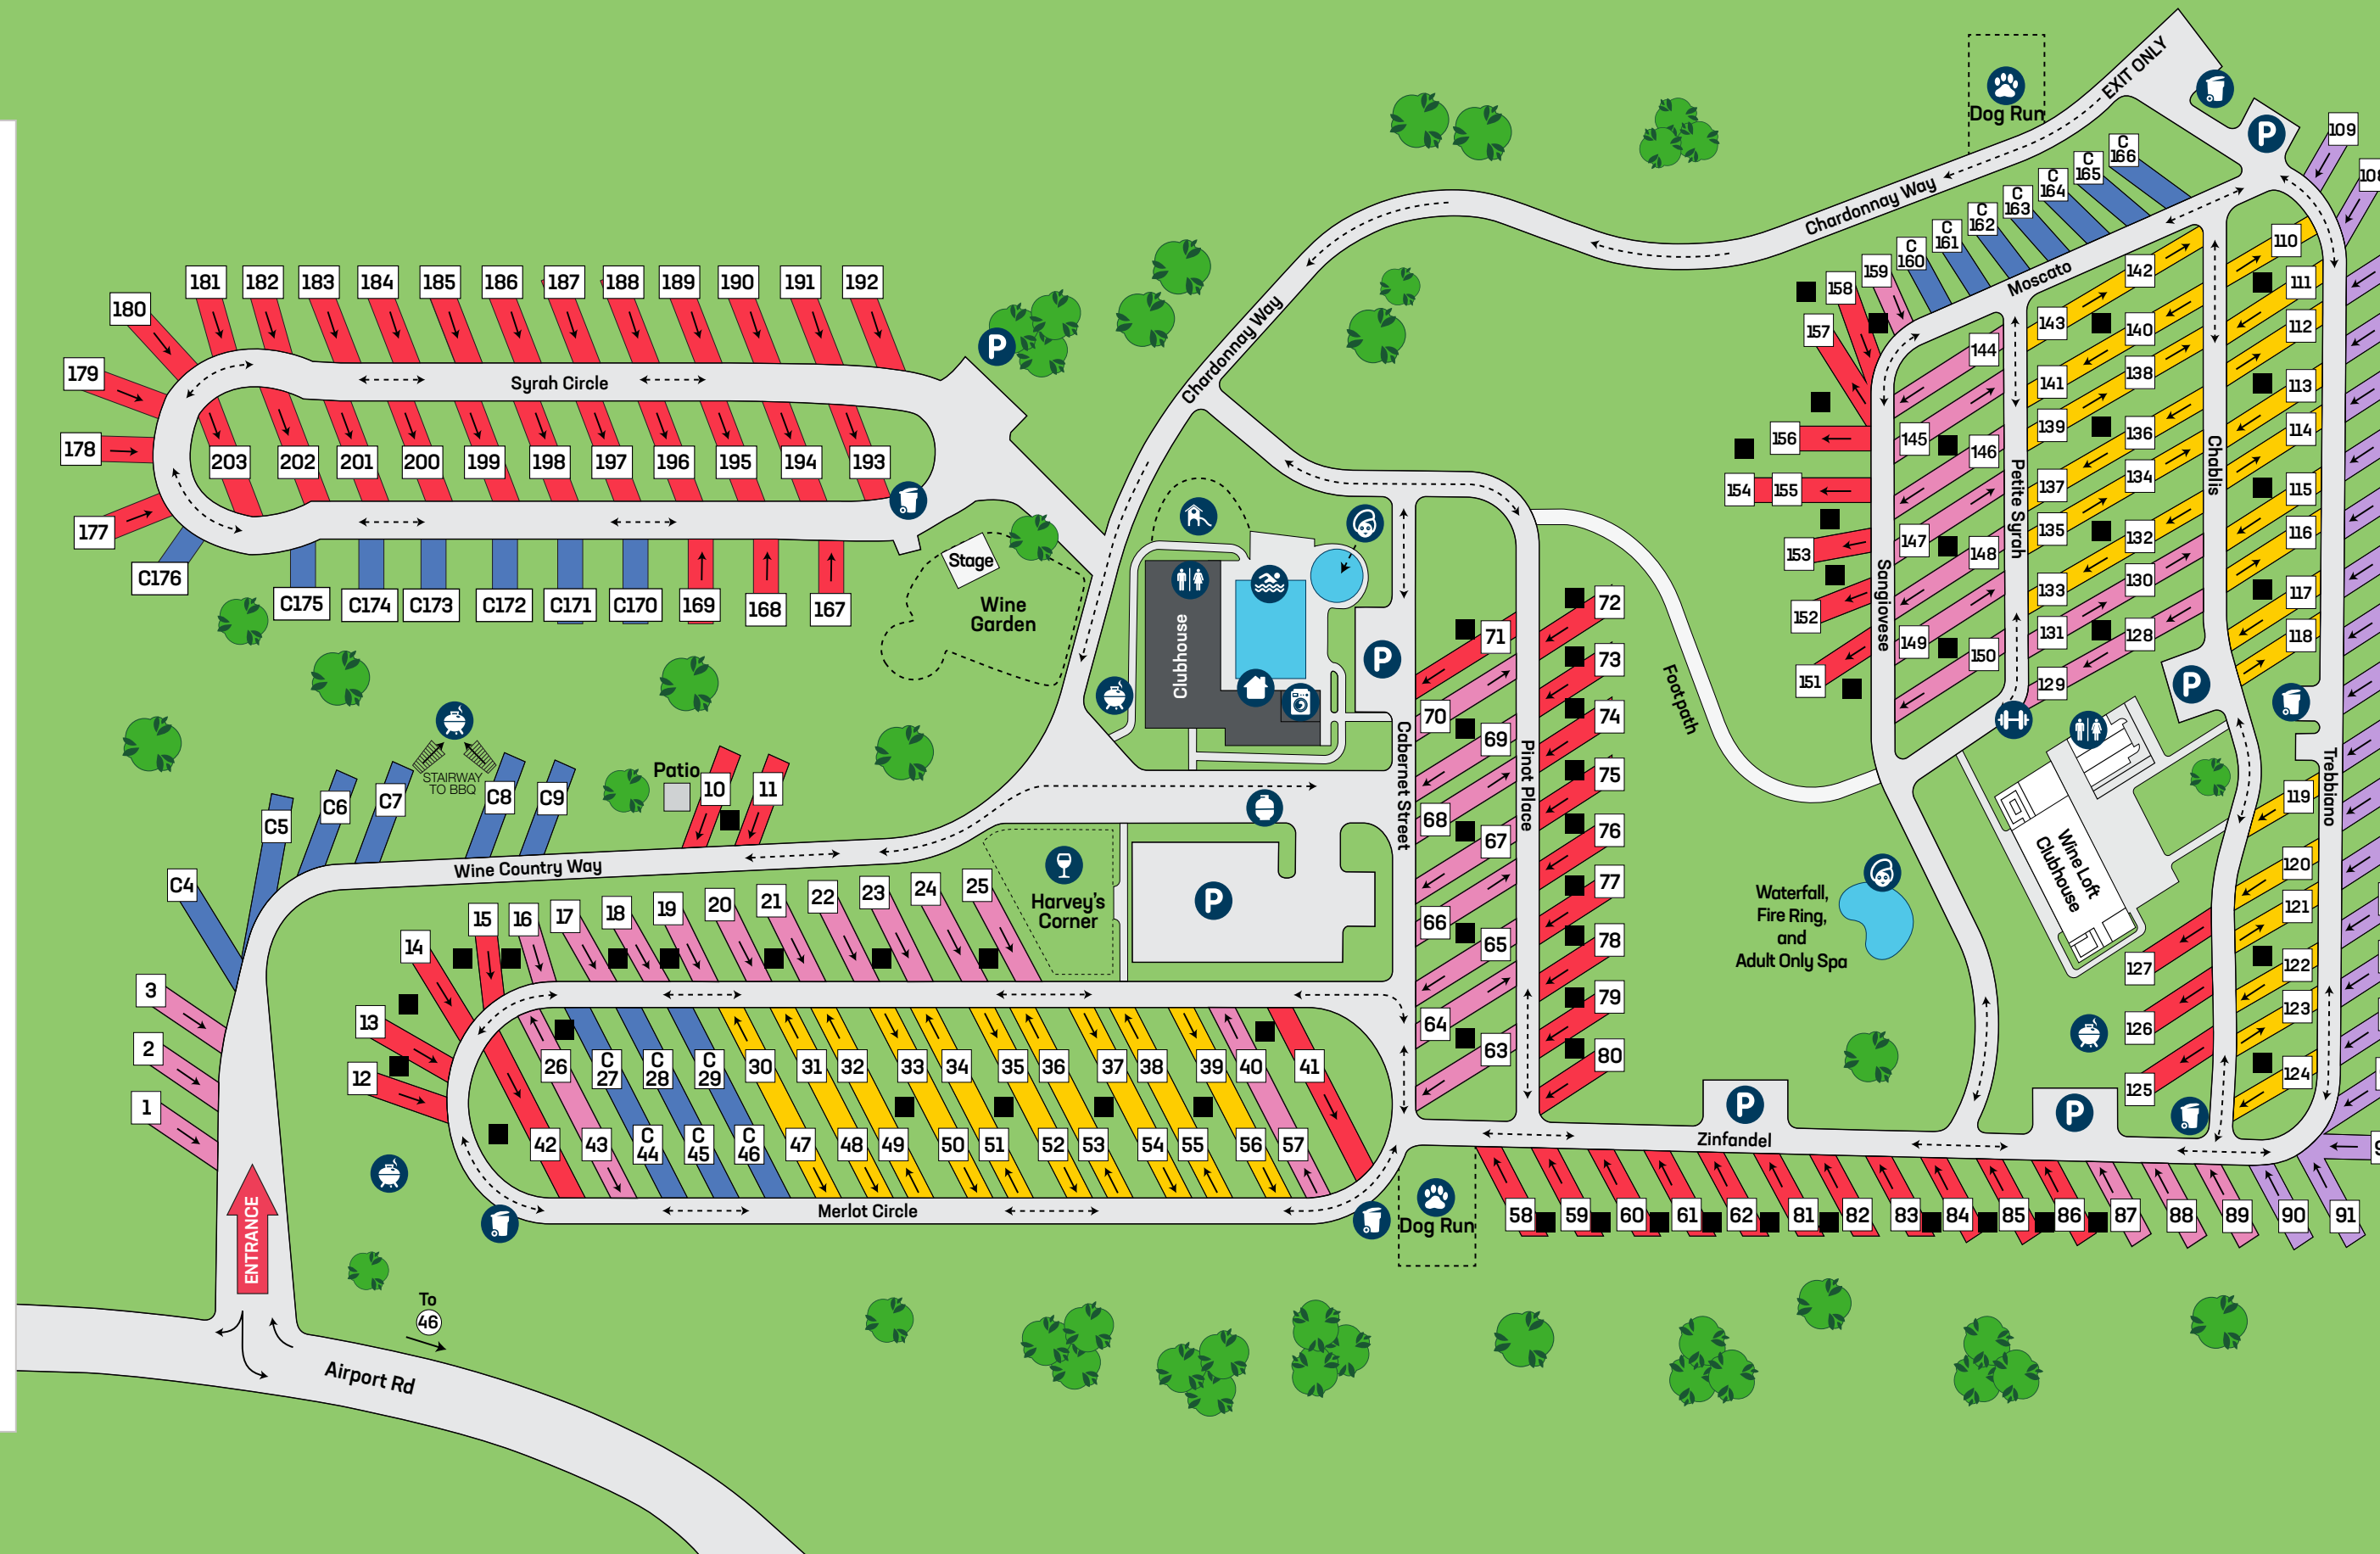 EXIT ONLY
Dog Run
Chardonnay Way
Chardonnay Way
P
109
108
C
166
C
165
C
164
C
163
C
162
C
161
C
160
159
158
157
Moscato
156
154
155
153
152
151
Sangiovese
Petite Syrah
Chablis
Trebbiano
142
143
140
141
138
139
136
137
134
135
132
133
130
131
128
129
144
145
146
147
148
149
150
110
111
112
113
114
115
116
117
118
P
119
120
121
122
123
124
127
126
125
Wine Loft
Clubhouse
180
181
182
183
184
185
186
187
188
189
190
191
192
179
178
177
Syrah Circle
203
202
201
200
199
198
197
196
195
194
193
P
C176
C175
C174
C173
C172
C171
C170
169
168
167
Stage
Wine
Garden
Clubhouse
P
Cabernet Street
Pinot Place
Footpath
71
70
69
68
67
66
65
64
63
72
73
74
75
76
77
78
79
80
Waterfall,
Fire Ring,
and
Adult Only Spa
STAIRWAY
TO BBQ
Patio
10
11
C4
C5
C6
C7
C8
C9
Wine Country Way
3
2
1
12
13
14
15
16
17
18
19
20
21
22
23
24
25
Harvey's
Corner
P
26
C
27
C
28
C
29
30
31
32
33
34
35
36
37
38
39
40
41
42
43
C
44
C
45
C
46
47
48
49
50
51
52
53
54
55
56
57
Merlot Circle
Dog Run
Zinfandel
P
P
58
59
60
61
62
81
82
83
84
85
86
87
88
89
90
91
ENTRANCE
To
46
Airport Rd